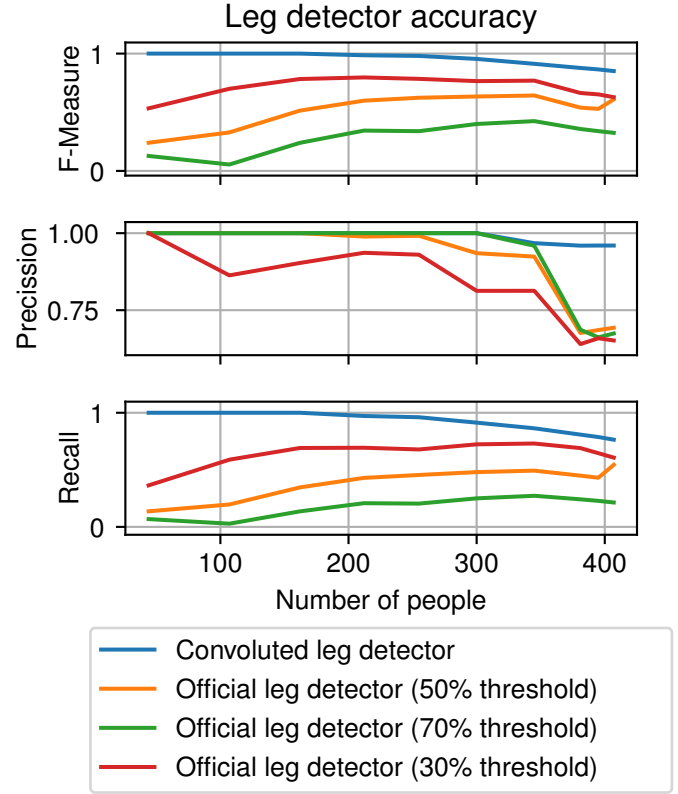 Leg detector accuracy
1
F-Measure
0
1.00
Precission
0.75
1
Recall
0
100 200 300 400
Number of people
Convoluted leg detector
Official leg detector (50% threshold)
Official leg detector (70% threshold)
Official leg detector (30% threshold)